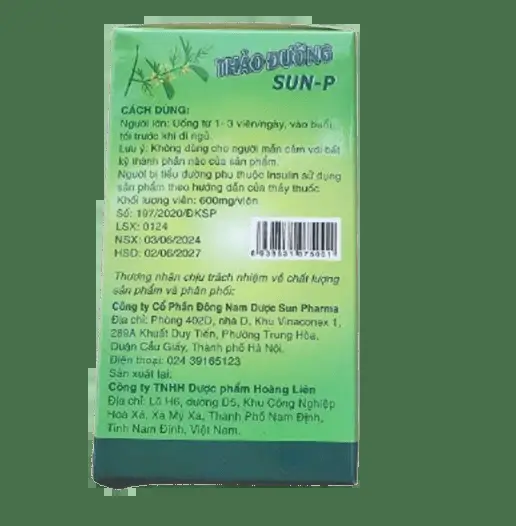 THẢO ĐƯỜNG
SUN-P
CÁCH DÙNG:
Người lớn: Uống từ 1- 3 viên/ngày, vào buổi
tối trước khi đi ngủ.
Lưu ý: Không dùng cho người mẫn cảm với bất
kỳ thành phần nào của sản phẩm.
Người bị tiểu đường phụ thuộc Insulin sử dụng
sản phẩm theo hướng dẫn của thầy thuốc.
Khối lượng viên: 600mg/viên
Số: 197/2020/ĐKSP
LSX: 0124
NSX: 03/06/2024
HSD: 02/06/2027
Thương nhân chịu trách nhiệm về chất lượng
sản phẩm và phân phối:
Công ty Cổ Phần Đông Nam Dược Sun Pharma
Địa chỉ: Phòng 402D, nhà D, Khu Vinaconex 1,
289A Khuất Duy Tiến, Phường Trung Hòa,
Quận Cầu Giấy, Thành phố Hà Nội.
Điện thoại: 024 39165123
Sản xuất tại:
Công ty TNHH Dược phẩm Hoàng Liên
Địa chỉ: Lô H6, đường D5, Khu Công Nghiệp
Hoà Xá, Xã Mỹ Xá, Thành Phố Nam Định,
Tỉnh Nam Định, Việt Nam.